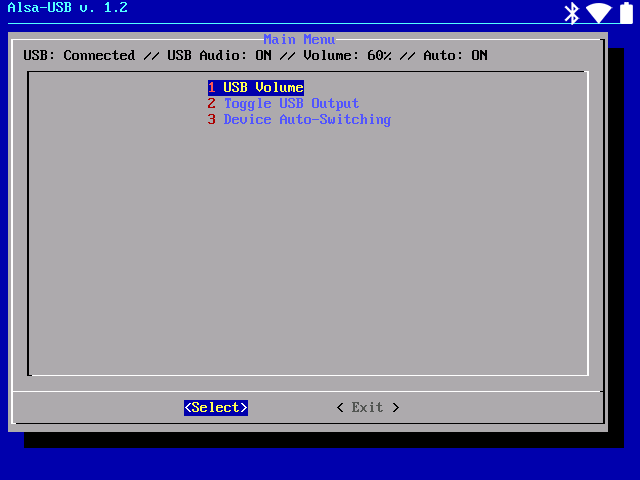 Alsa-USB v. 1.2
Main Menu
USB: Connected // USB Audio: ON // Volume: 60% // Auto: ON
1 USB Volume
2 Toggle USB Output
3 Device Auto-Switching
<Select> < Exit >